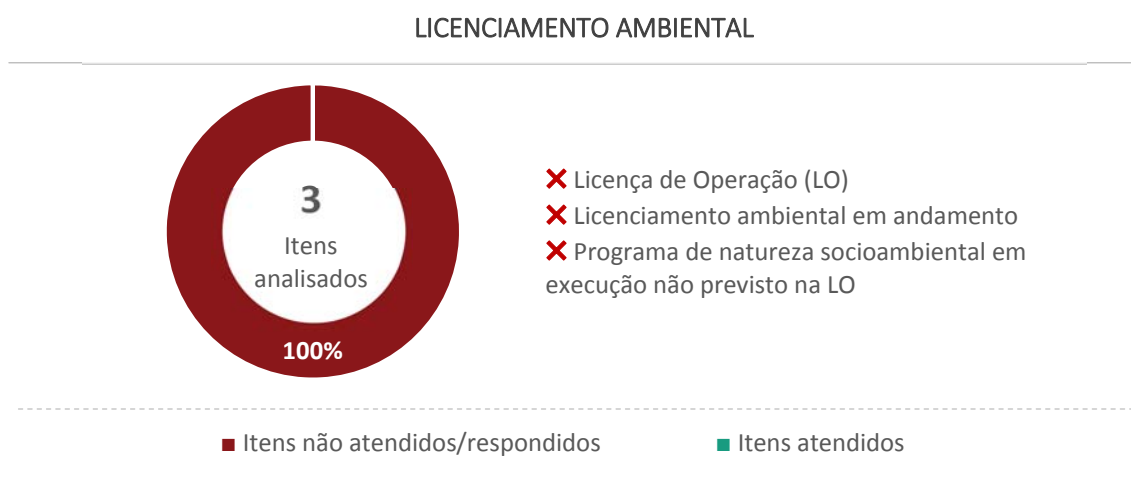 LICENCIAMENTO AMBIENTAL
3
Itens
analisados
100%
❌ Licença de Operação (LO)
❌ Licenciamento ambiental em andamento
❌ Programa de natureza socioambiental em
execução não previsto na LO
■ Itens não atendidos/respondidos
■ Itens atendidos